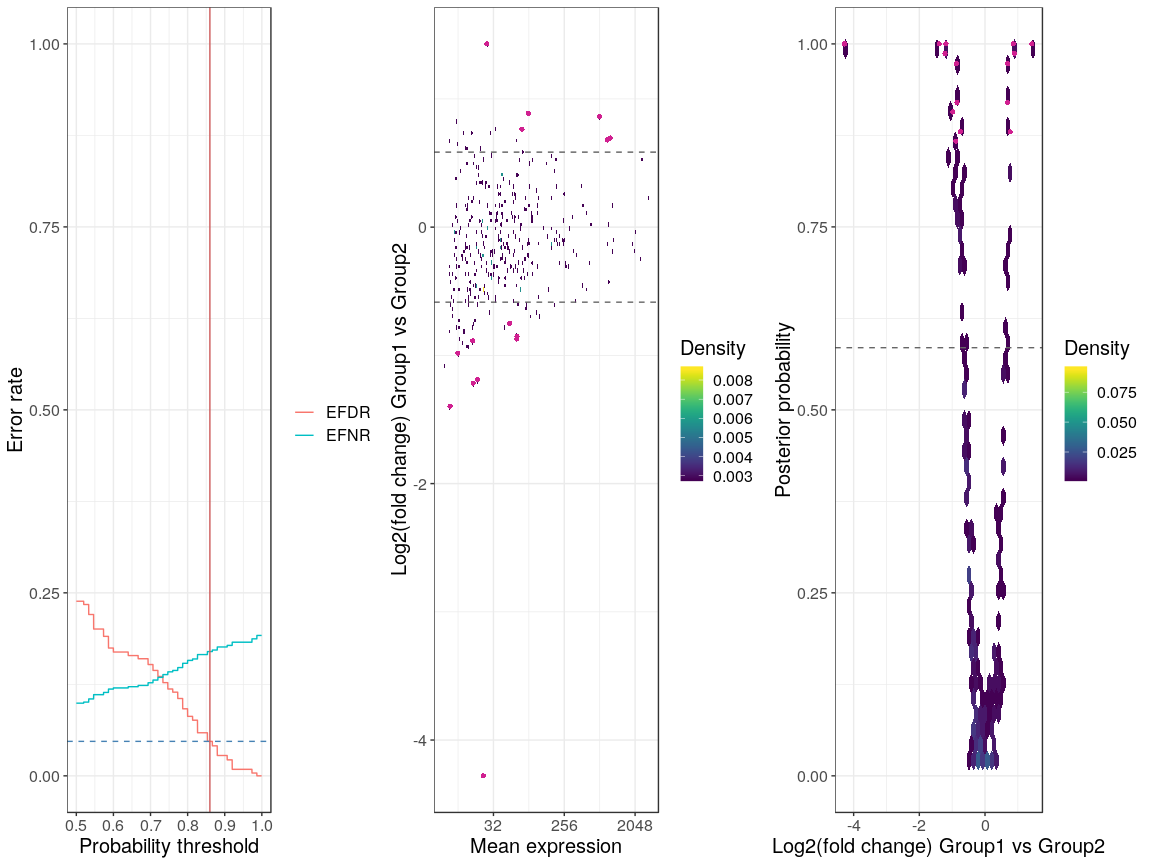 Error rate
1.00
0.75
0.50
0.25
0.00
0.5 0.6 0.7 0.8 0.9 1.0
Probability threshold
EFDR
EFNR
Log2(fold change) Group1 vs Group2
0
-2
-4
32 256 2048
Mean expression
Density
0.008
0.007
0.006
0.005
0.004
0.003
Posterior probability
1.00
0.75
0.50
0.25
0.00
-4 -2 0
Log2(fold change) Group1 vs Group2
Density
0.075
0.050
0.025